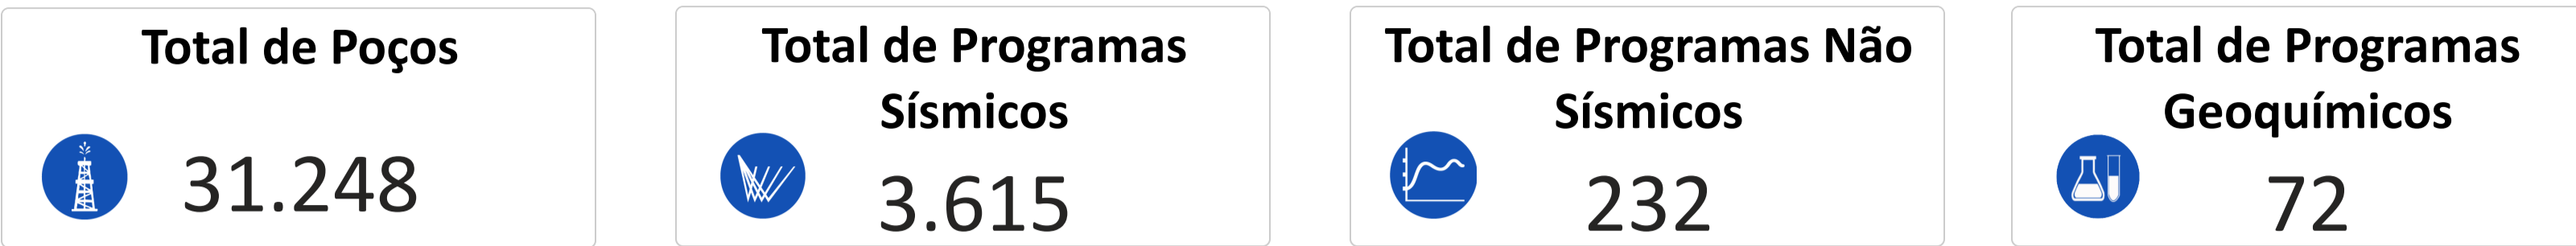 Total de Poços
31.248
Total de Programas
Sísmicos
3.615
Total de Programas Não
Sísmicos
232
Total de Programas
Geoquímicos
72